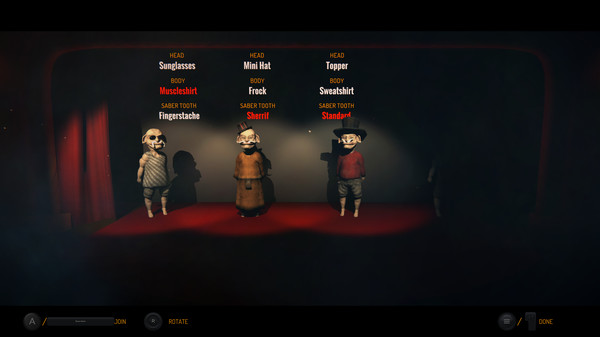 HEAD HEAD HEAD
Sunglasses Mini Hat Topper
BODY BODY BODY
Muscleshirt Frock Sweatshirt
SABER TOOTH SABER TOOTH SABER TOOTH
Fingerstache Sherrif Standard
A / JOIN ROTATE / DONE